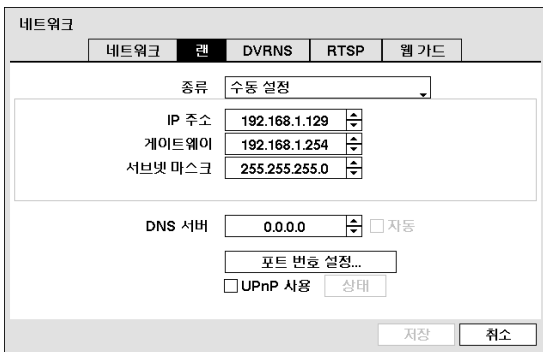 네트워크
네트워크 랜 DVRNS RTSP 웹 가드
종류 수동 설정
IP 주소 192.168.1.129
게이트웨이 192.168.1.254
서브넷 마스크 255.255.255.0
DNS 서버 0.0.0.0 자동
포트 번호 설정...
UPnP 사용 상태
저장 취소